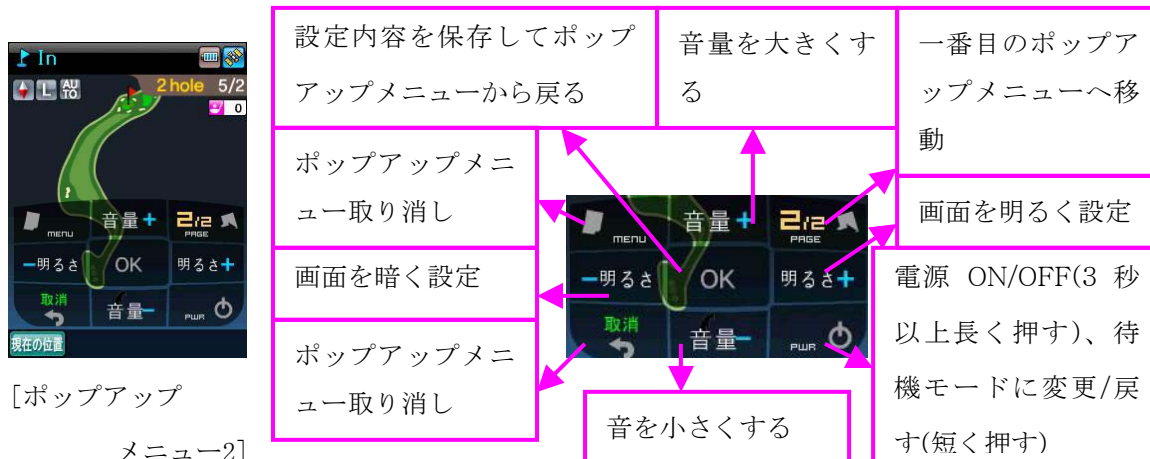 In
L AUTO
2 hole 5/2
0
MENU
音量+
2/2
PAGE
-明るさ
OK
明るさ+
取消
音量-
PWR
現在の位置
[ポップアップ
メニュー2]
設定内容を保存してポップ
アップメニューから戻る
音量を大きくす
る
一番目のポップア
ップメニューへ移
動
ポップアップメニ
ュー取り消し
画面を明るく設定
画面を暗く設定
ポップアップメニ
ュー取り消し
音を小さくする
電源 ON/OFF(3 秒
以上長く押す)、待
機モードに変更/戻
す(短く押す)
MENU
音量+
2/2
PAGE
-明るさ
OK
明るさ+
取消
音量-
PWR